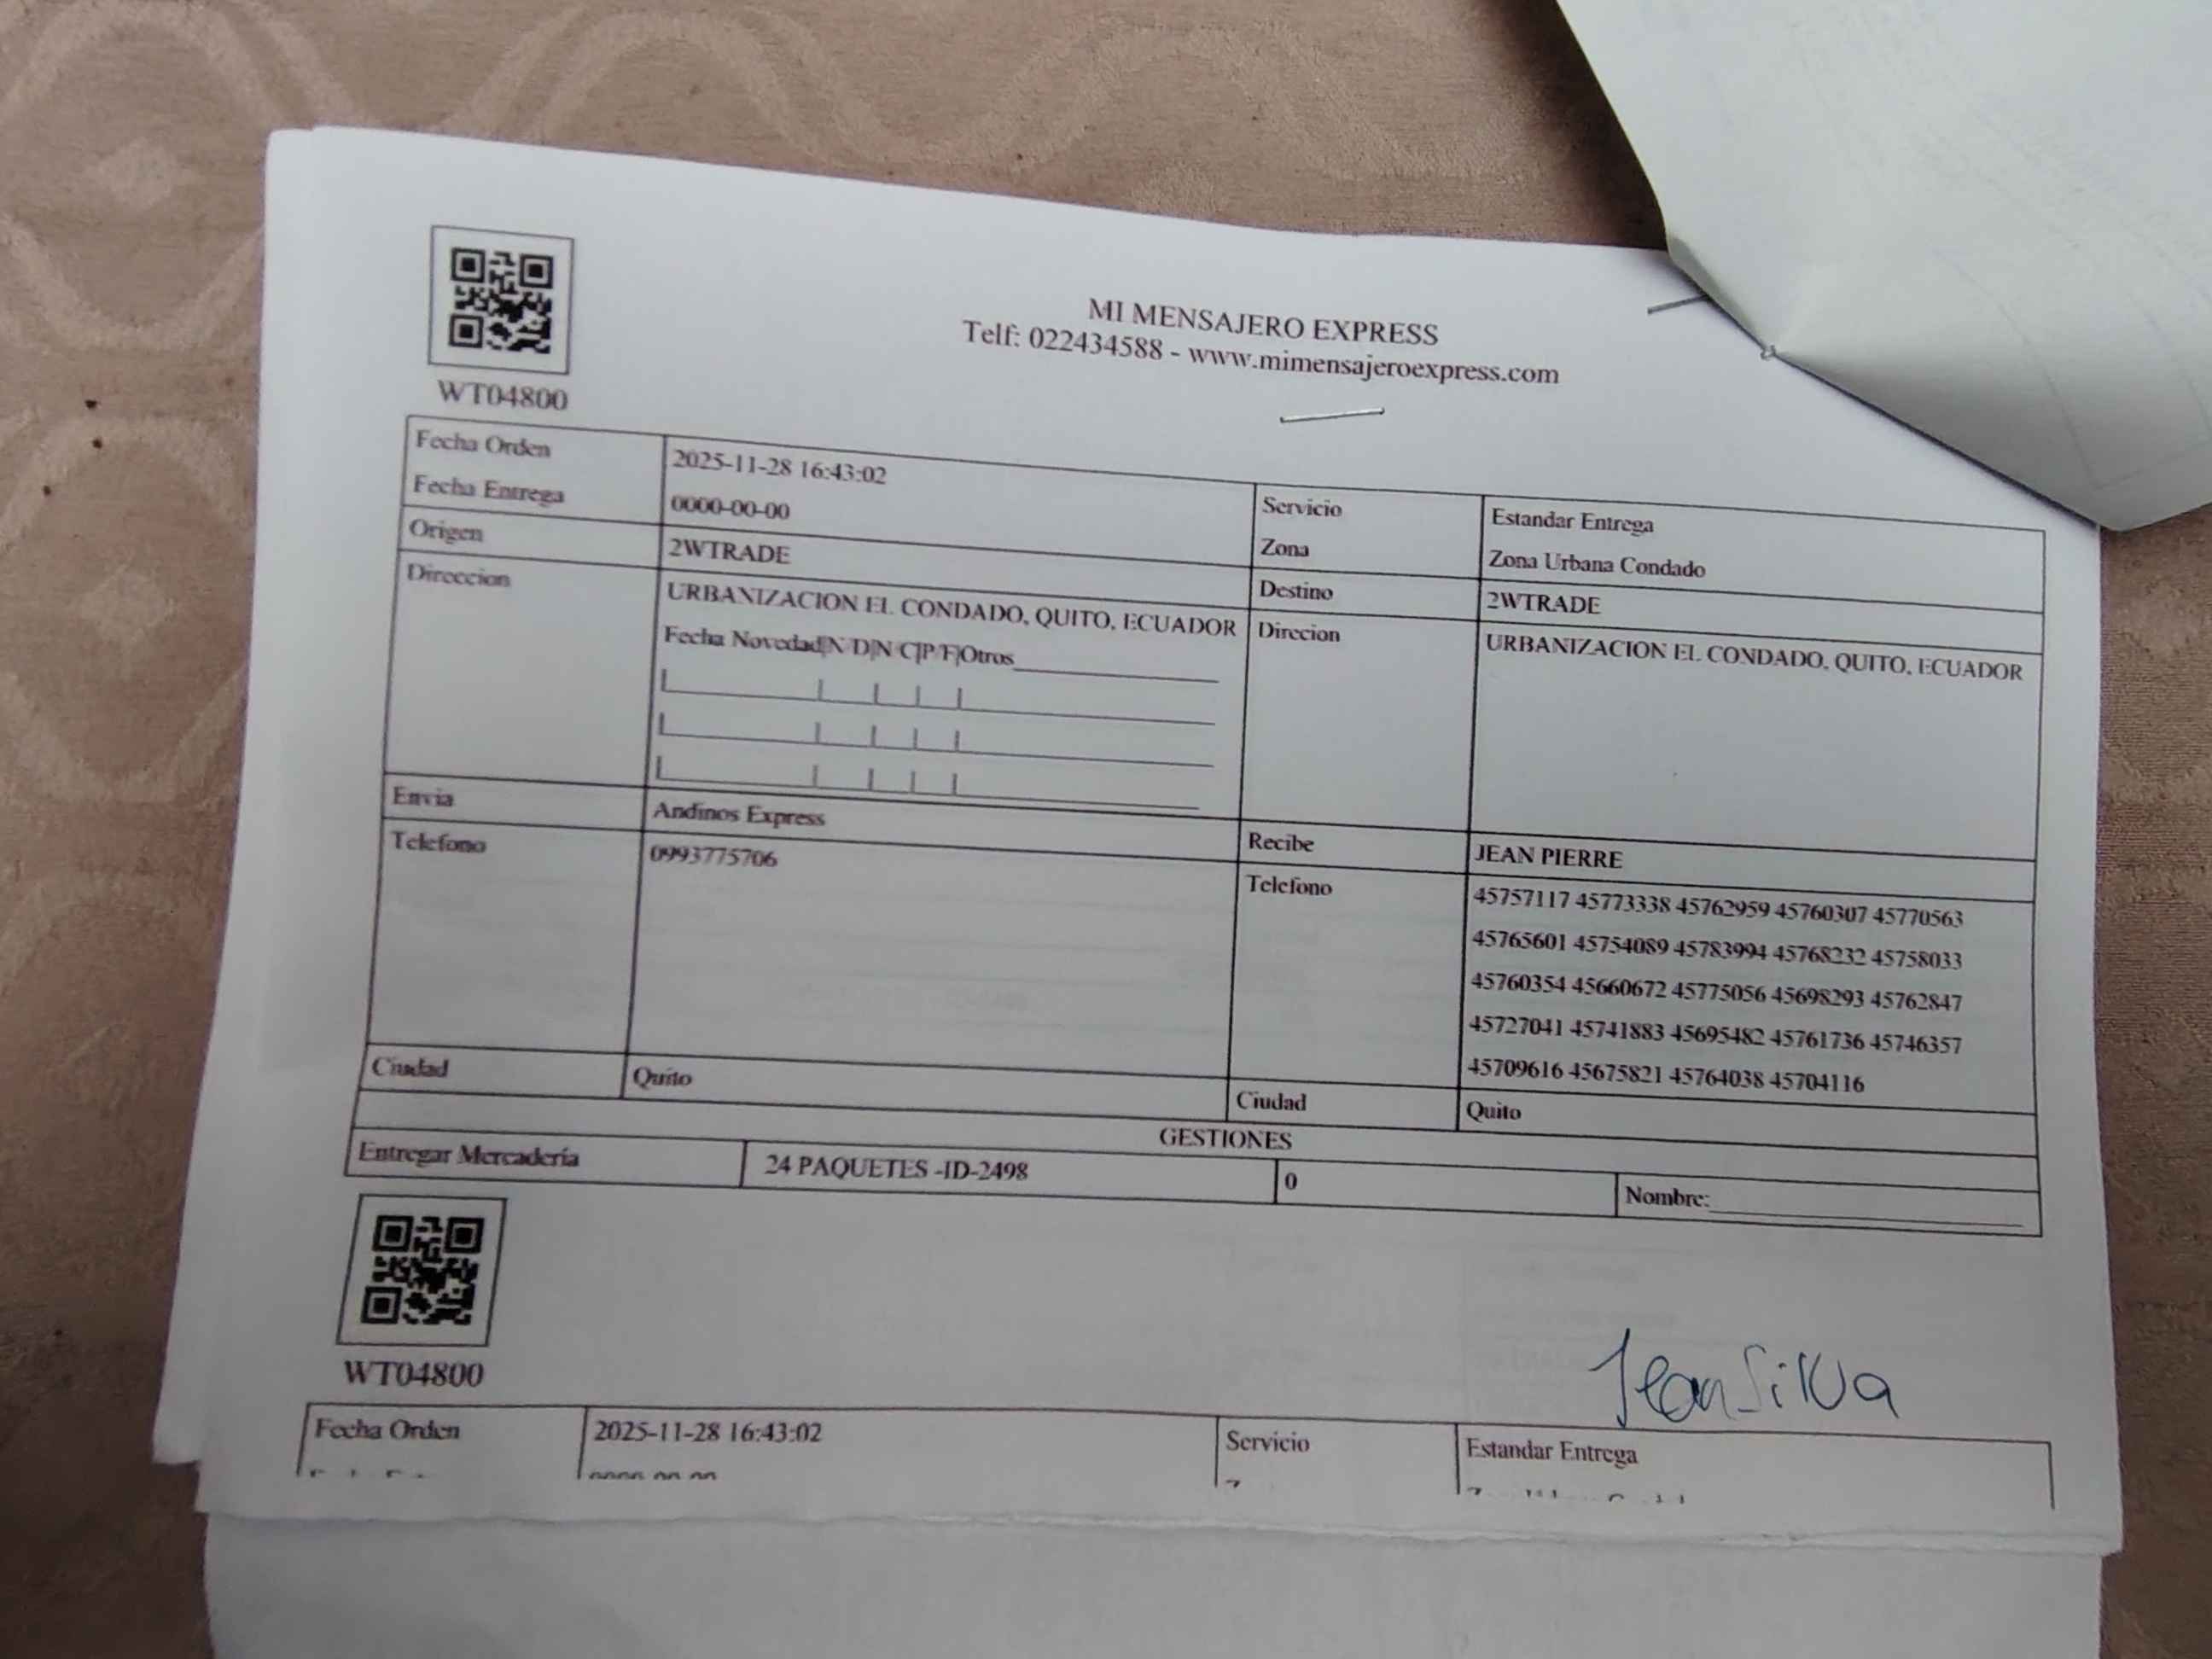 MI MENSAJERO EXPRESS
Telf: 022434588 - www.mimensajeroexpress.com
WT04800
Fecha Orden 2025-11-28 16:43:02 Servicio Estandar Entrega
Fecha Entrega 0000-00-00 Zona Zona Urbana Condado
Origen 2WTRADE Destino 2WTRADE
Direccion URBANIZACION EL CONDADO, QUITO, ECUADOR Direcion URBANIZACION EL CONDADO, QUITO, ECUADOR
Fecha Novedad|N/D|N/C|P/F|Otros
Envia Andinos Express Recibe JEAN PIERRE
Telefono 0993775706 Telefono 45757117 45773338 45762959 45760307 45770563
45765601 45754089 45783994 45768232 45758033
45760354 45660672 45775056 45698293 45762847
45727041 45741883 45695482 45761736 45746357
45709616 45675821 45764038 45704116
Ciudad Quito Ciudad Quito
GESTIONES
Entregar Mercadería 24 PAQUETES -ID-2498 0 Nombre:
WT04800
Jean Silva
Fecha Orden 2025-11-28 16:43:02 Servicio Estandar Entrega